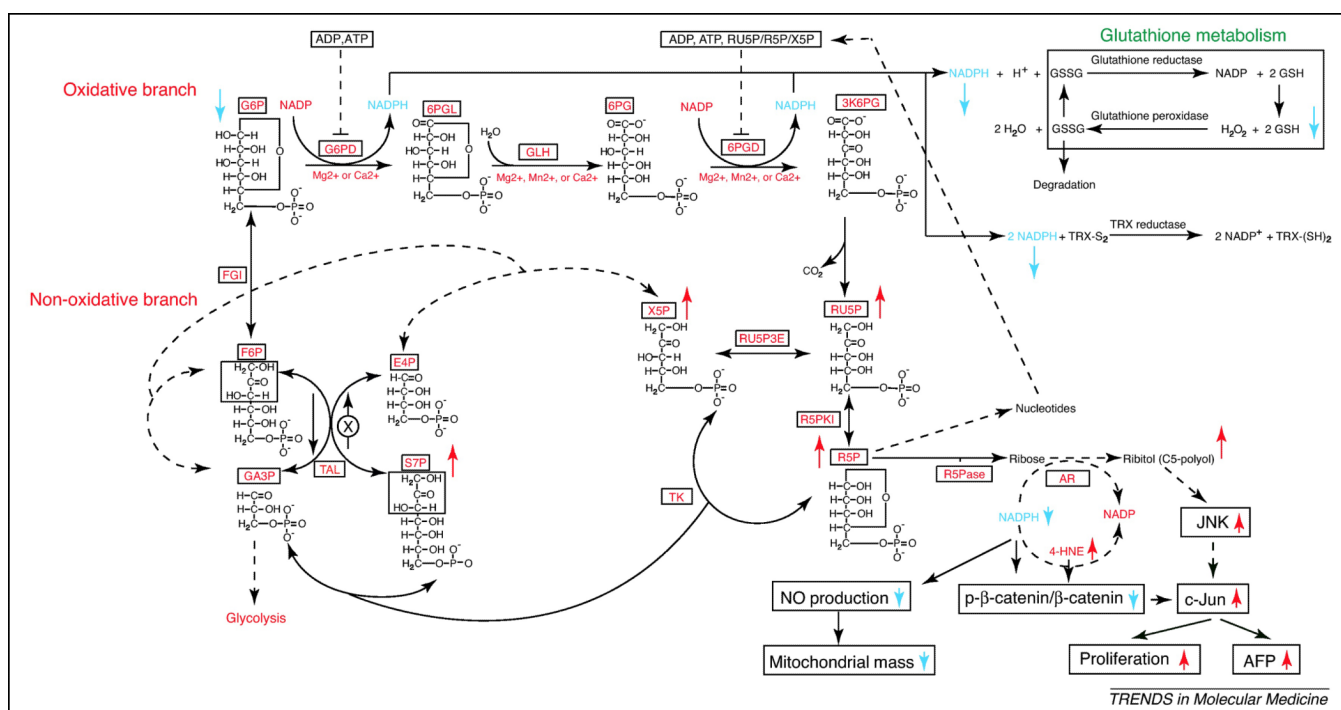 ADP,ATP
ADP, ATP, RU5P/R5P/X5P
Glutathione metabolism
Oxidative branch
G6P
NADP
NADPH
6PGL
6PG
NADP
NADPH
3K6PG
NADPH + H+ + GSSG
Glutathione reductase
NADP + 2 GSH
2 H2O + GSSG
Glutathione peroxidase
H2O2 + 2 GSH
Degradation
G6PD
Mg2+ or Ca2+
H2O
GLH
Mg2+, Mn2+, or Ca2+
6PGD
Mg2+, Mn2+, or Ca2+
2 NADPH + TRX-S2
TRX reductase
2 NADP+ + TRX-(SH)2
CO2
FGI
Non-oxidative branch
X5P
RU5P3E
RU5P
F6P
E4P
X
TAL
GA3P
S7P
TK
R5PKI
R5P
Nucleotides
R5Pase
Ribose
AR
Ribitol (C5-polyol)
NADPH
NADP
4-HNE
JNK
Glycolysis
NO production
p-β-catenin/β-catenin
c-Jun
Mitochondrial mass
Proliferation
AFP
TRENDS in Molecular Medicine